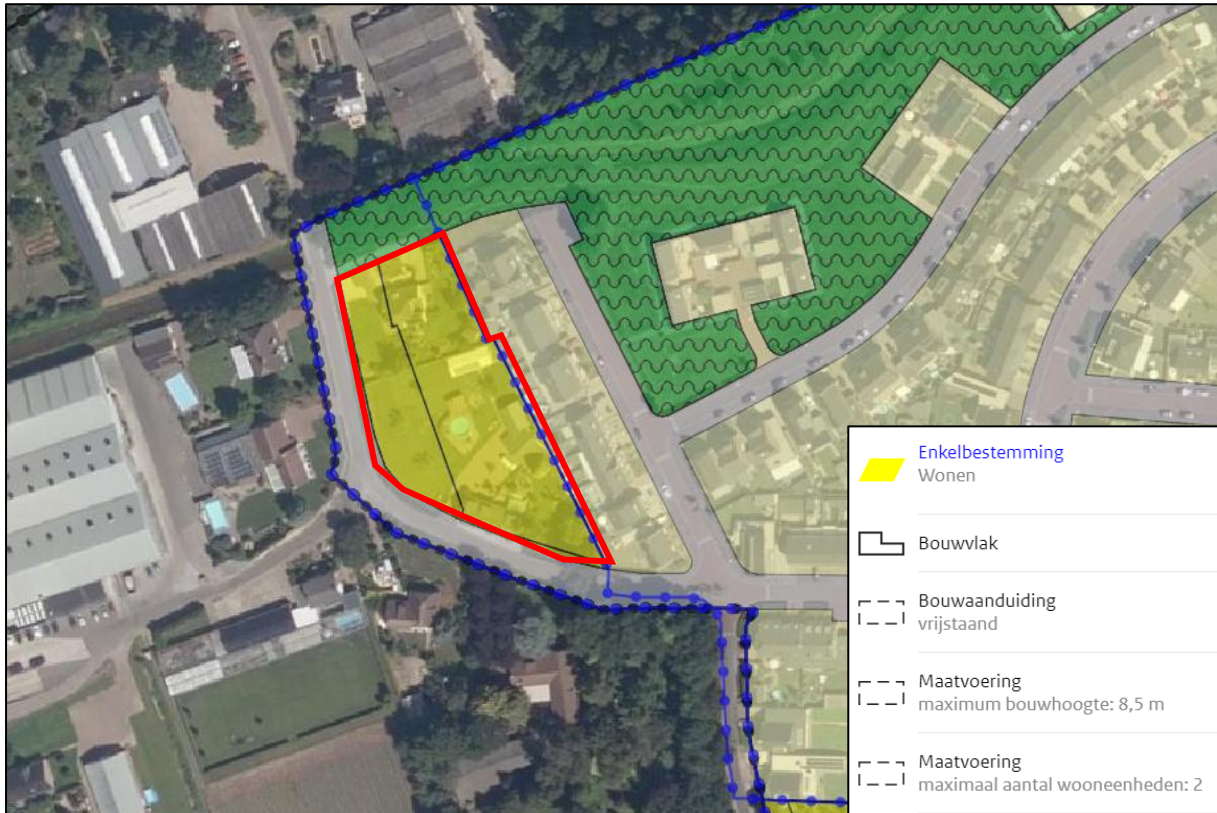 Enkelbestemming
Wonen
Bouwvlak
Bouwaanduiding
vrijstaand
Maatvoering
maximum bouwhoogte: 8,5 m
Maatvoering
maximaal aantal wooneenheden: 2